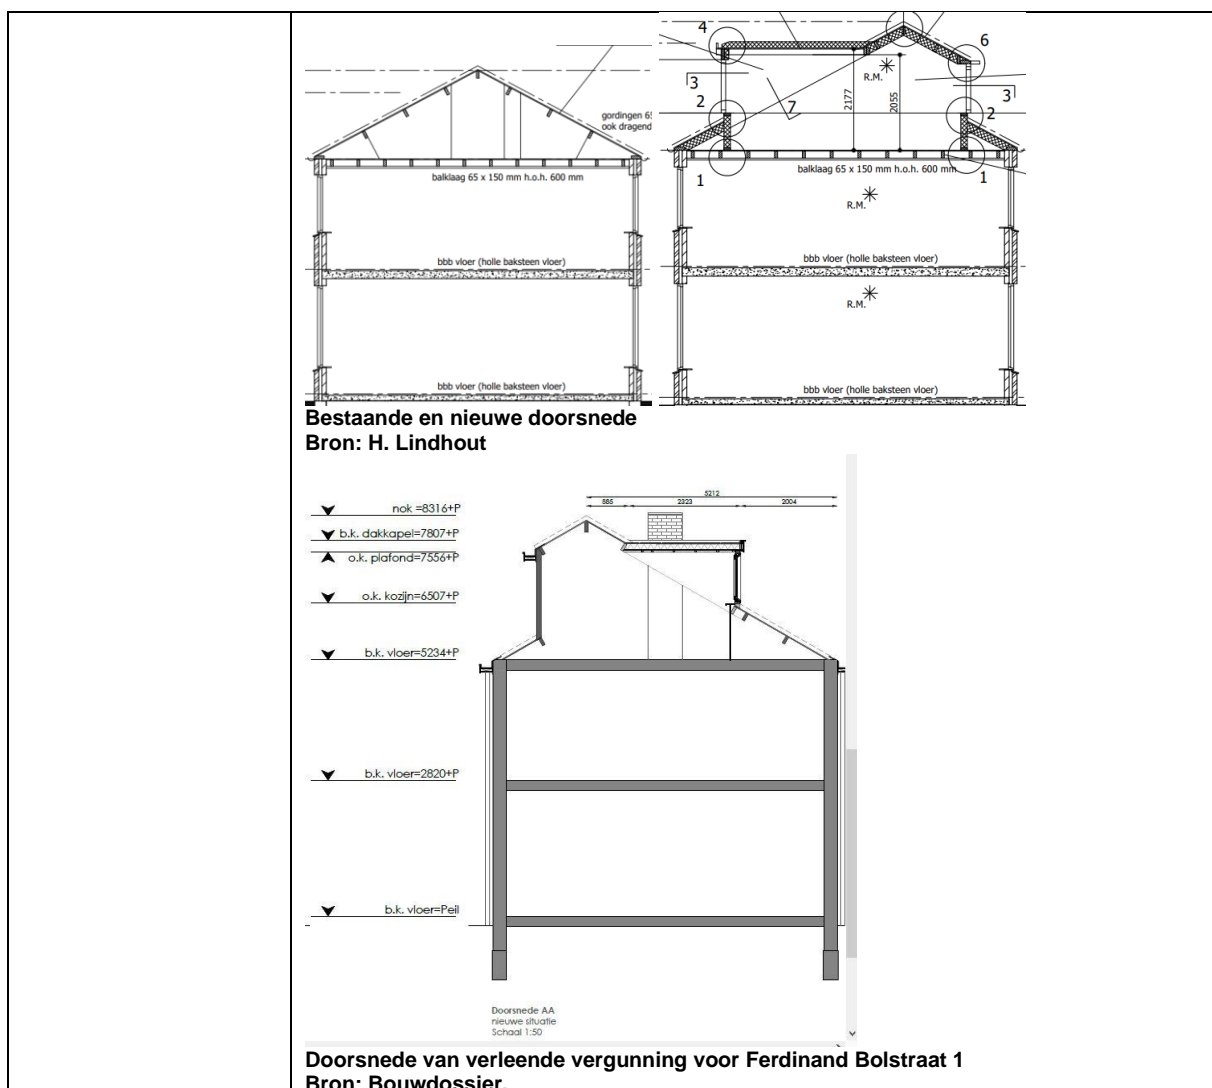 gordingen 65
ook dragend
balklaag 65 x 150 mm h.o.h. 600 mm
bbb vloer (holle baksteen vloer)
bbb vloer (holle baksteen vloer)
4
6
R.M.
3
3
2
7
2177
2055
2
1
1
balklaag 65 x 150 mm h.o.h. 600 mm
R.M.
bbb vloer (holle baksteen vloer)
R.M.
bbb vloer (holle baksteen vloer)
Bestaande en nieuwe doorsnede
Bron: H. Lindhout
5212
885 2323 2004
nok =8316+P
b.k. dakkapel=7807+P
o.k. plafond=7556+P
o.k. kozijn=6507+P
b.k. vloer=5234+P
b.k. vloer=2820+P
b.k. vloer=Peil
Doorsnede AA
nieuwe situatie
Schaal 1:50
Doorsnede van verleende vergunning voor Ferdinand Bolstraat 1
Bron: Bouwdossier.